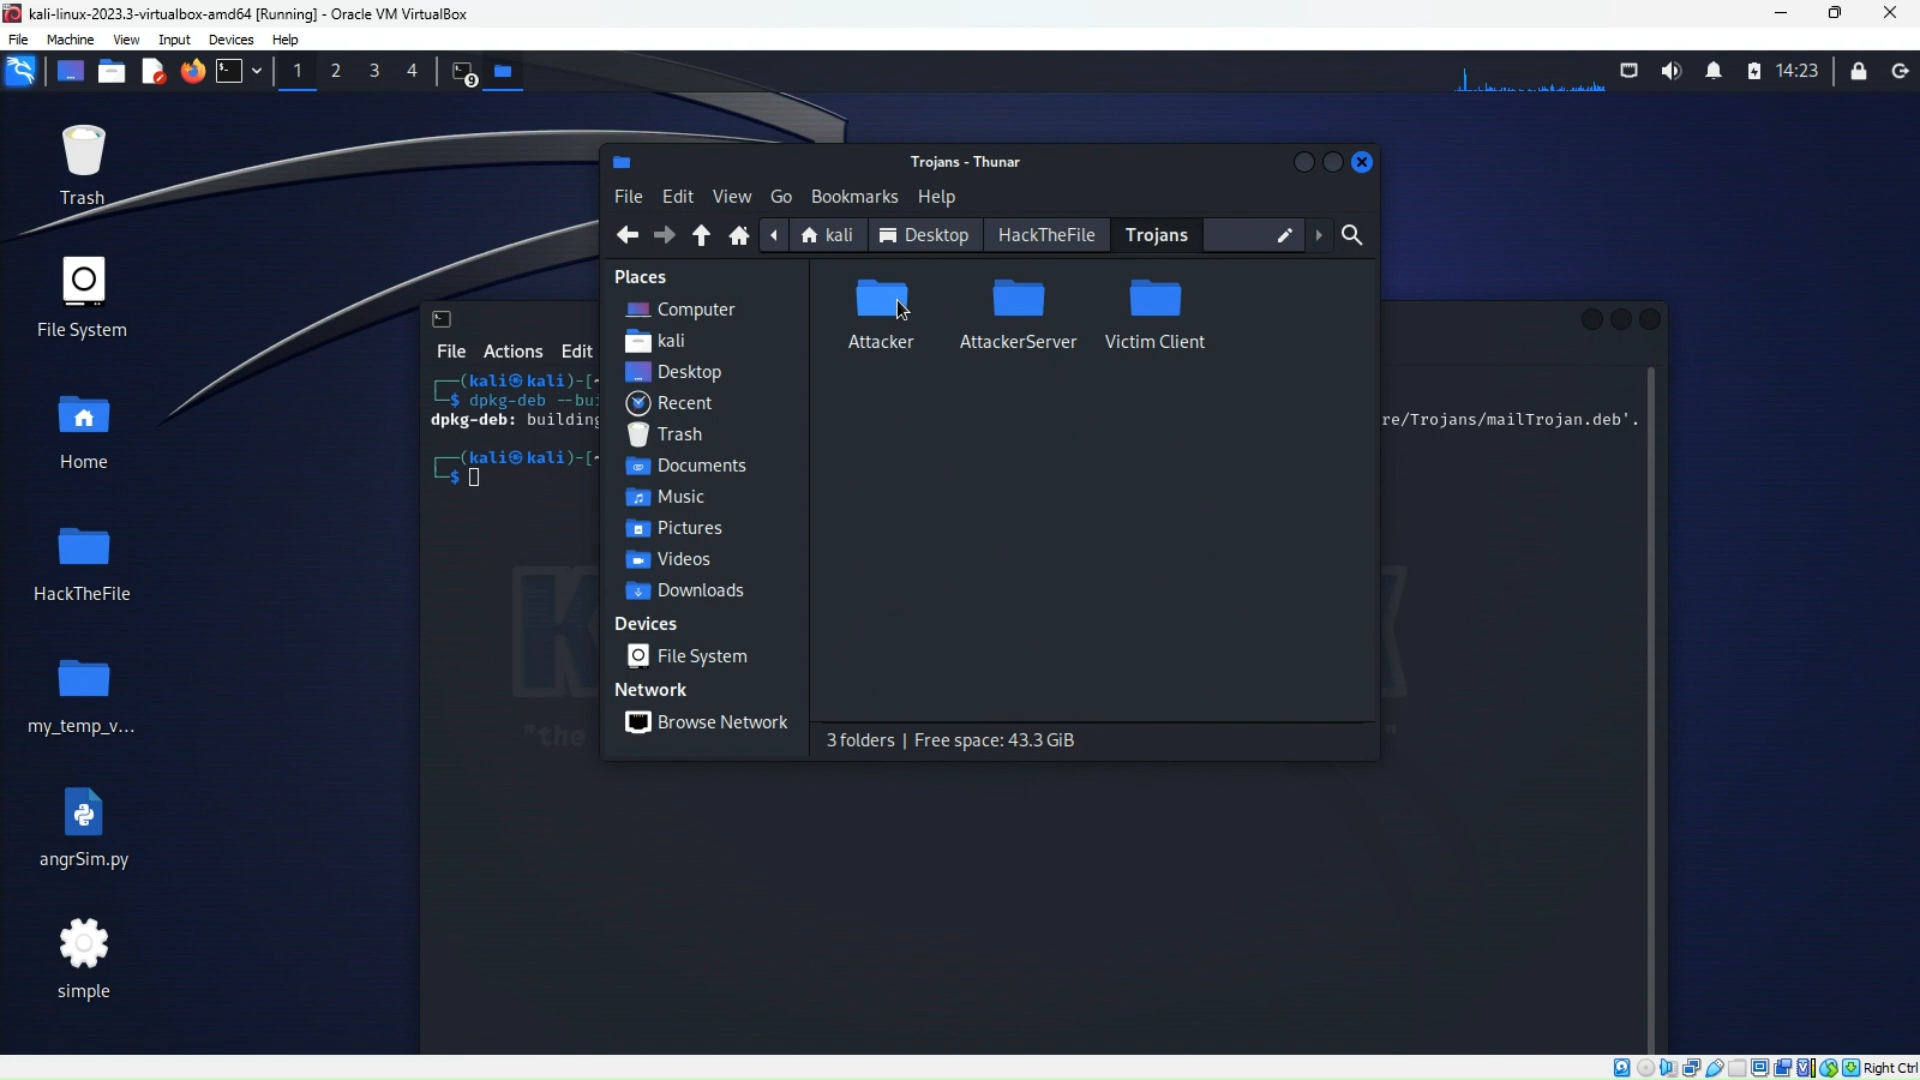 kali-linux-2023.3-virtualbox-amd64 [Running] - Oracle VM VirtualBox
File Machine View Input Devices Help
1 2 3 4 9 14:23
Trash
File System
Home
HackTheFile
my_temp_v...
angrSim.py
simple
Trojans - Thunar
File Edit View Go Bookmarks Help
kali Desktop HackTheFile Trojans
Places
Computer
kali
Desktop
Recent
Trash
Documents
Music
Pictures
Videos
Downloads
Devices
File System
Network
Browse Network
Attacker AttackerServer Victim Client
3 folders | Free space: 43.3 GiB
File Actions Edit
(kali㉿kali)-[~
$ dpkg-deb --bui
dpkg-deb: building re/Trojans/mailTrojan.deb'.
(kali㉿kali)-[~
$
"the "
Right Ctrl